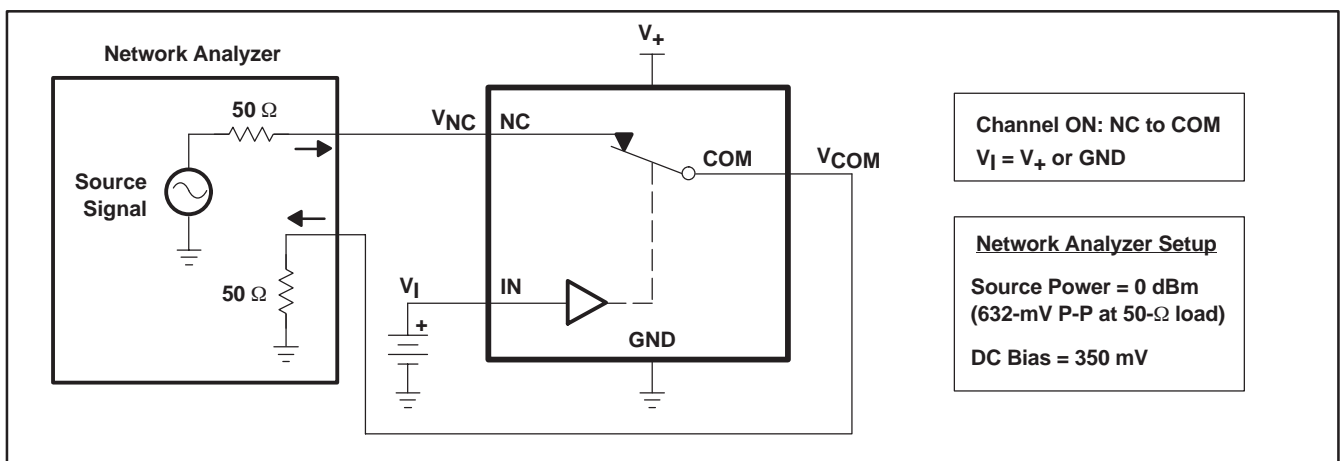 Network Analyzer
50 Ω
Source
Signal
50 Ω
V+
VNC
NC
COM
VCOM
VI
IN
+
GND
Channel ON: NC to COM
VI = V+ or GND
Network Analyzer Setup
Source Power = 0 dBm
(632-mV P-P at 50-Ω load)
DC Bias = 350 mV